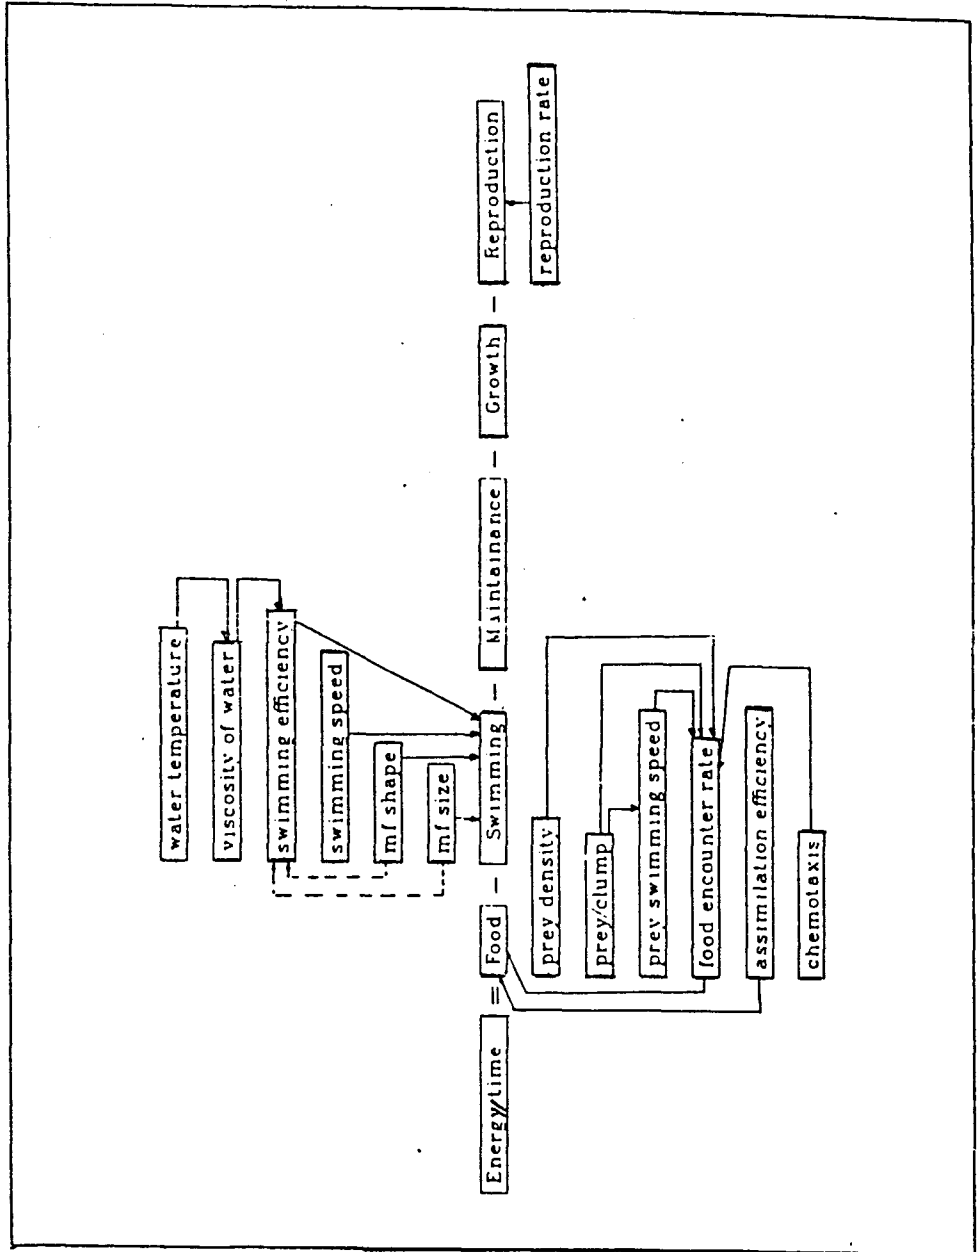 water temperature
viscosity of water
swimming efficiency
swimming speed
mf shape
mf size
Energy/time = Food - Swimming - Maintainance - Growth - Reproduction
prey density
reproduction rate
prey/clump
prey swimming speed
food encounter rate
assimilation efficiency
chemotaxis